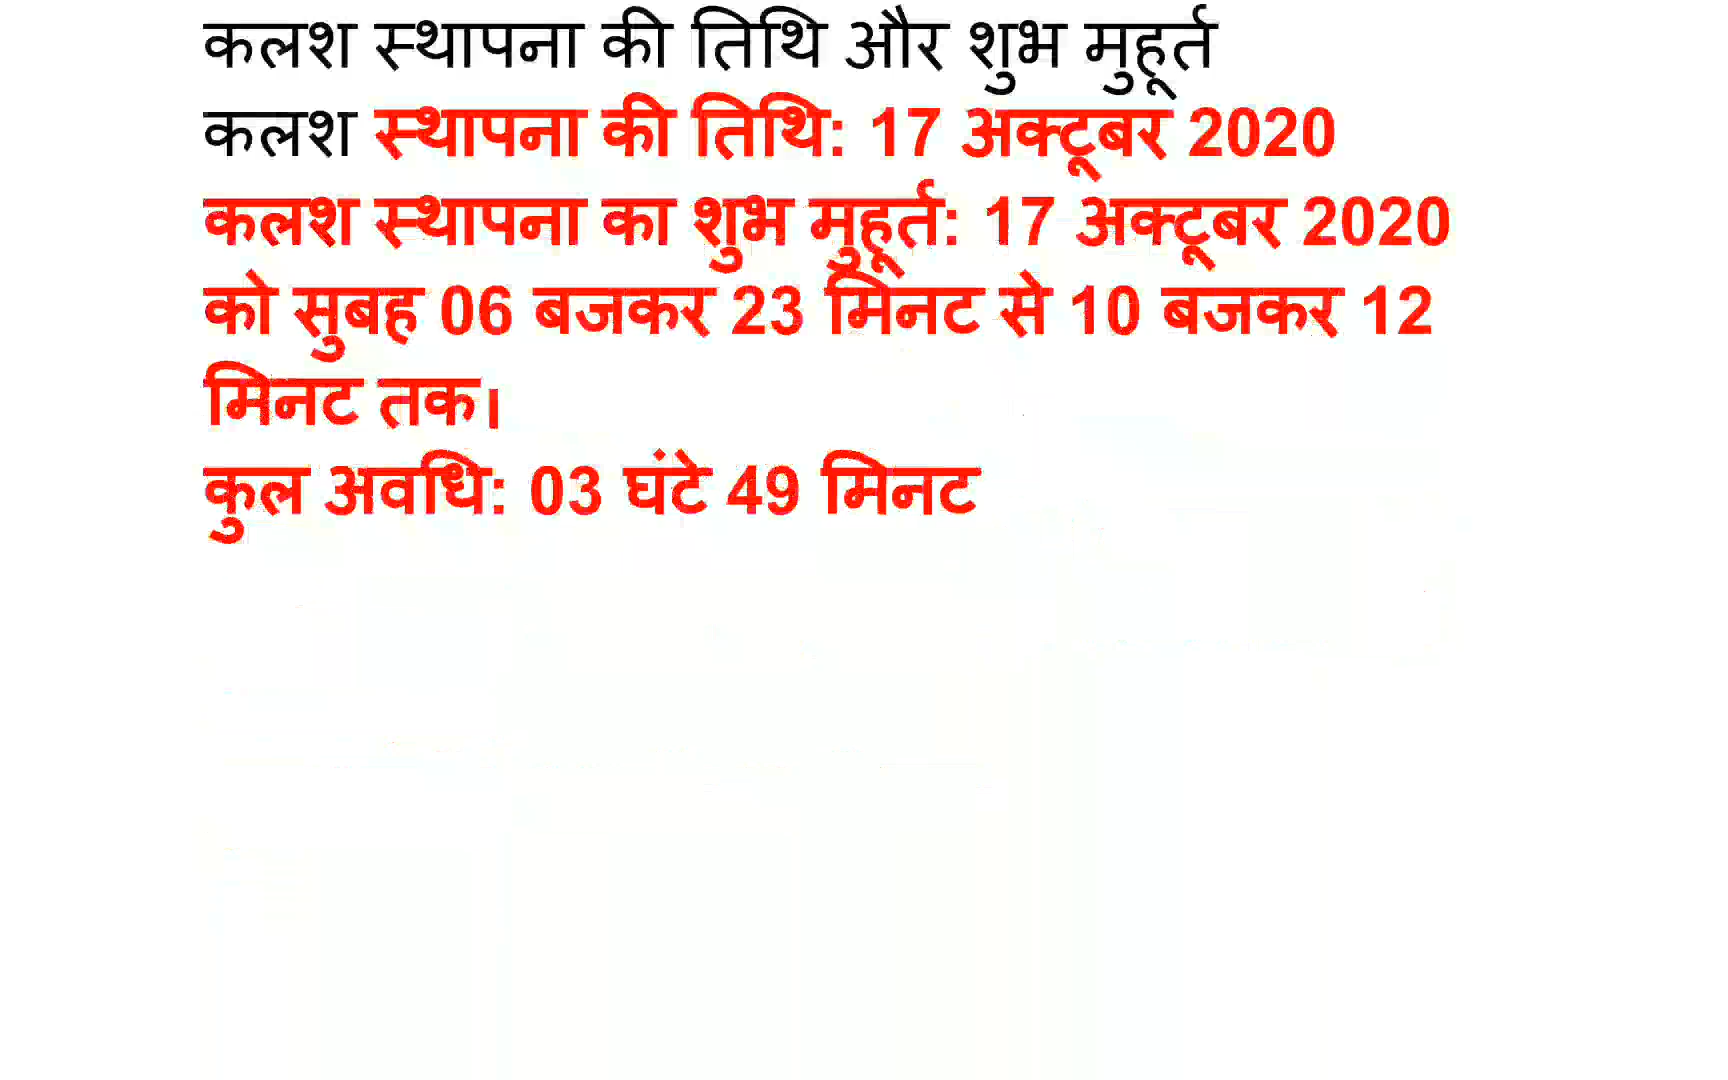 कलश स्थापना की तिथि और शुभ मुहूर्त
कलश स्थापना की तिथि: 17 अक्टूबर 2020
कलश स्थापना का शुभ मुहूर्त: 17 अक्टूबर 2020
को सुबह 06 बजकर 23 मिनट से 10 बजकर 12
मिनट तक।
कुल अवधि: 03 घंटे 49 मिनट